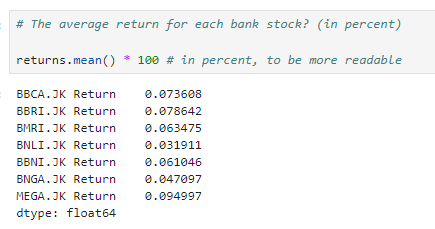 # The average return for each bank stock? (in percent)
returns.mean() * 100 # in percent, to be more readable
BBCA.JK Return    0.073608
BBRI.JK Return    0.078642
BMRI.JK Return    0.063475
BNLI.JK Return    0.031911
BBNI.JK Return    0.061046
BNGA.JK Return    0.047097
MEGA.JK Return    0.094997
dtype: float64